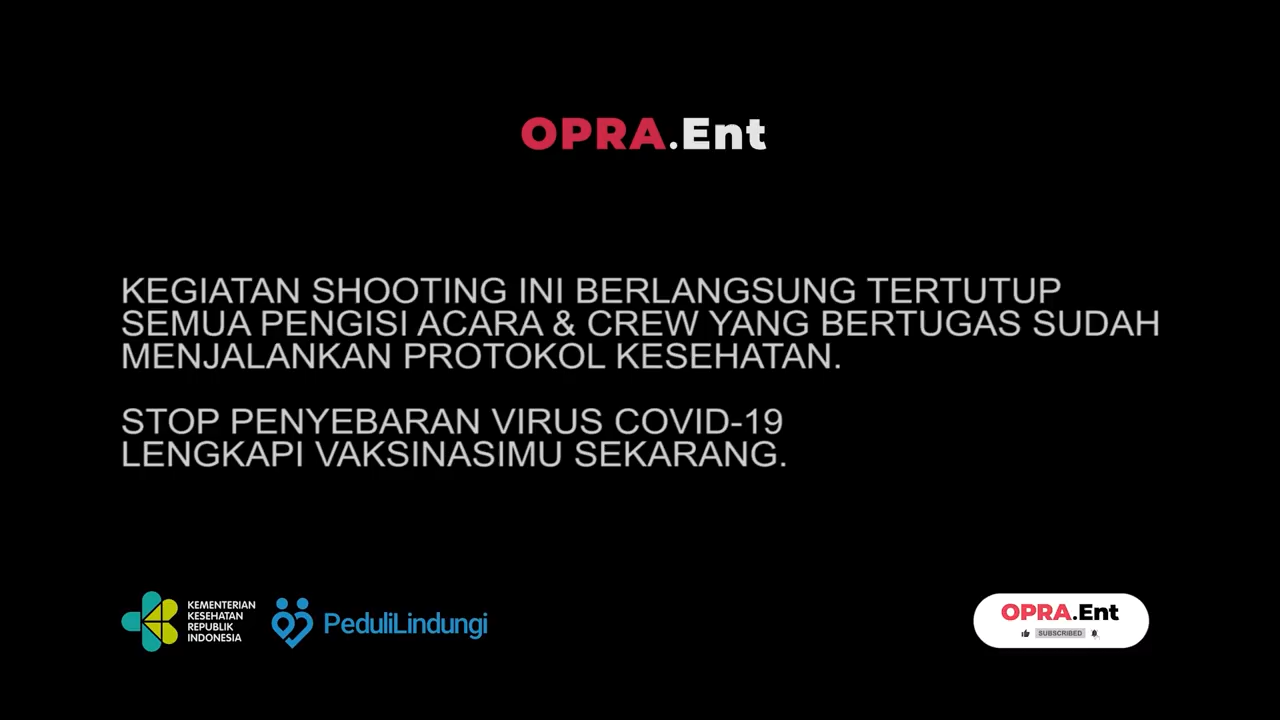 OPRA.Ent
KEGIATAN SHOOTING INI BERLANGSUNG TERTUTUP
SEMUA PENGISI ACARA & CREW YANG BERTUGAS SUDAH
MENJALANKAN PROTOKOL KESEHATAN.
STOP PENYEBARAN VIRUS COVID-19
LENGKAPI VAKSINASIMU SEKARANG.
KEMENTERIAN
KESEHATAN
REPUBLIK
INDONESIA
PeduliLindungi
OPRA.Ent
SUBSCRIBED